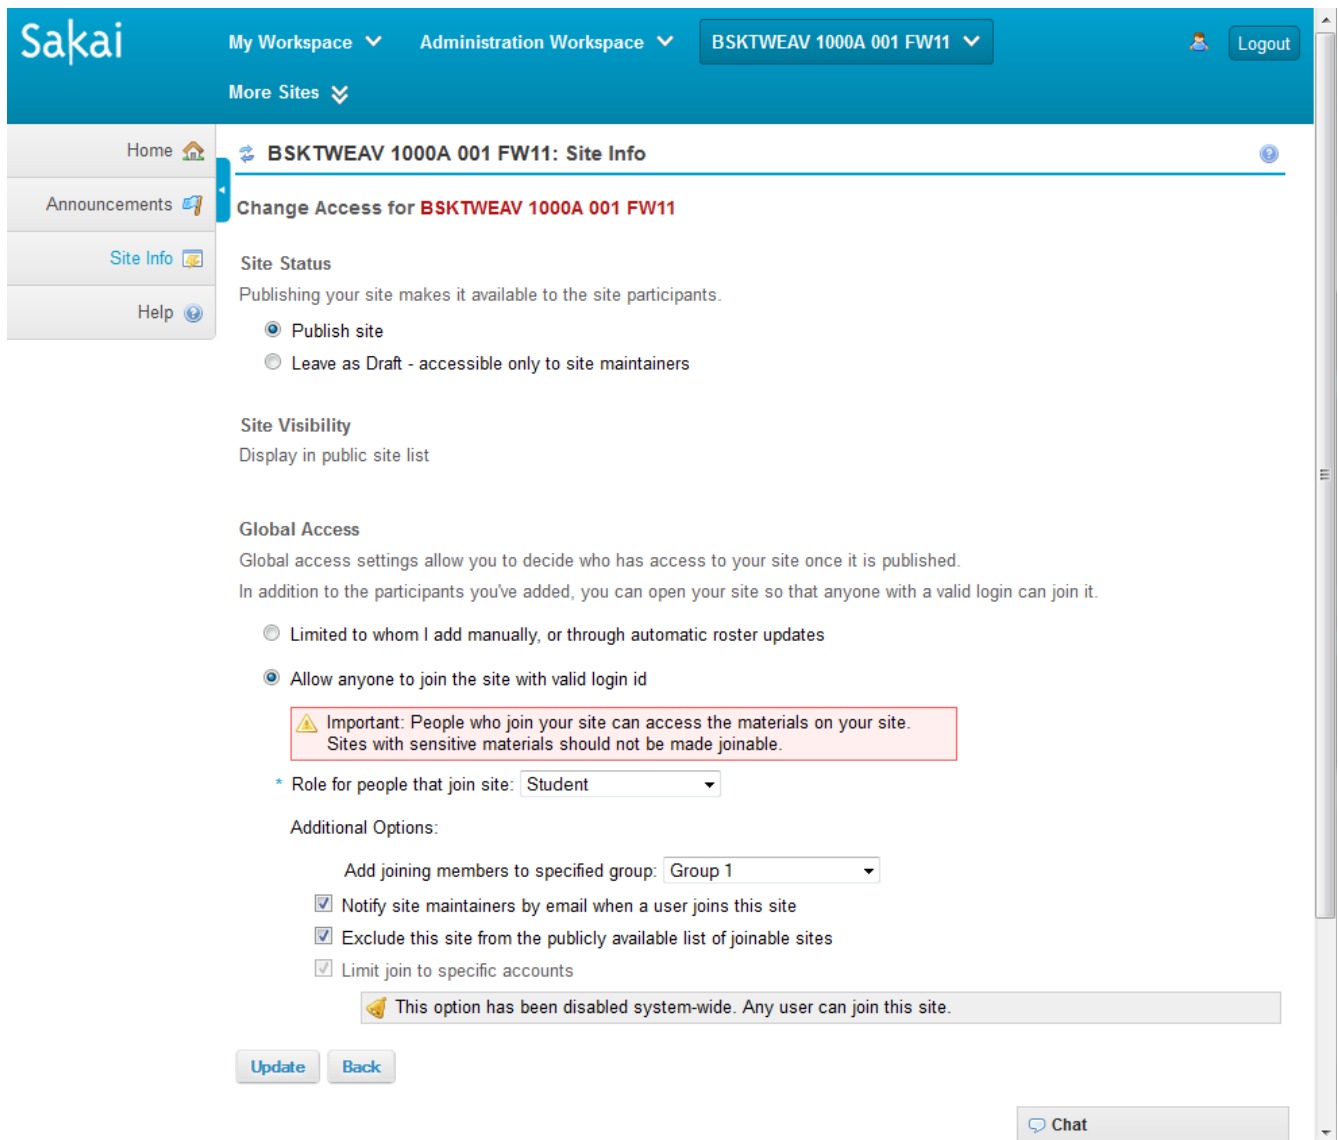 Sakai
My Workspace
Administration Workspace
BSKTWEAV 1000A 001 FW11
Logout
More Sites
Home
Announcements
Site Info
Help
BSKTWEAV 1000A 001 FW11: Site Info
Change Access for BSKTWEAV 1000A 001 FW11
Site Status
Publishing your site makes it available to the site participants.
Publish site
Leave as Draft - accessible only to site maintainers
Site Visibility
Display in public site list
Global Access
Global access settings allow you to decide who has access to your site once it is published.
In addition to the participants you've added, you can open your site so that anyone with a valid login can join it.
Limited to whom I add manually, or through automatic roster updates
Allow anyone to join the site with valid login id
Important: People who join your site can access the materials on your site.
Sites with sensitive materials should not be made joinable.
* Role for people that join site: Student
Additional Options:
Add joining members to specified group: Group 1
Notify site maintainers by email when a user joins this site
Exclude this site from the publicly available list of joinable sites
Limit join to specific accounts
This option has been disabled system-wide. Any user can join this site.
Update Back
Chat